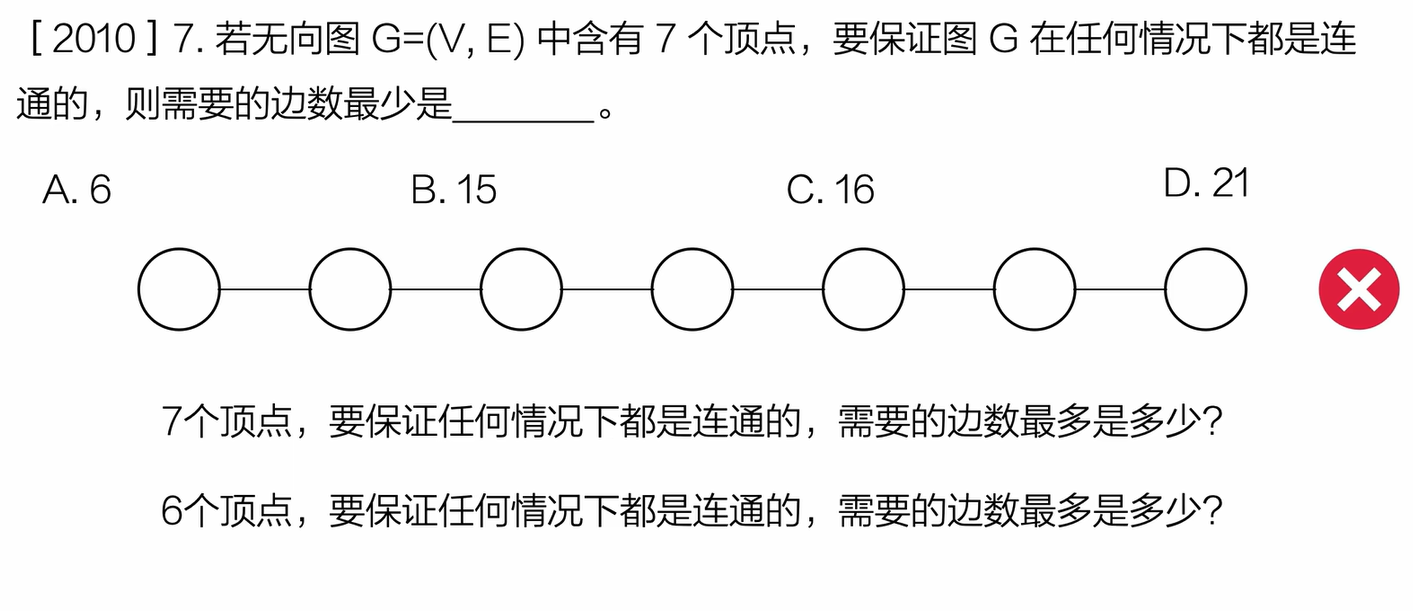 [ 2010 ] 7. 若无向图 G=(V, E) 中含有 7 个顶点，要保证图 G 在任何情况下都是连
通的，则需要的边数最少是________。
A. 6 B. 15 C. 16 D. 21
7个顶点，要保证任何情况下都是连通的，需要的边数最多是多少？
6个顶点，要保证任何情况下都是连通的，需要的边数最多是多少？